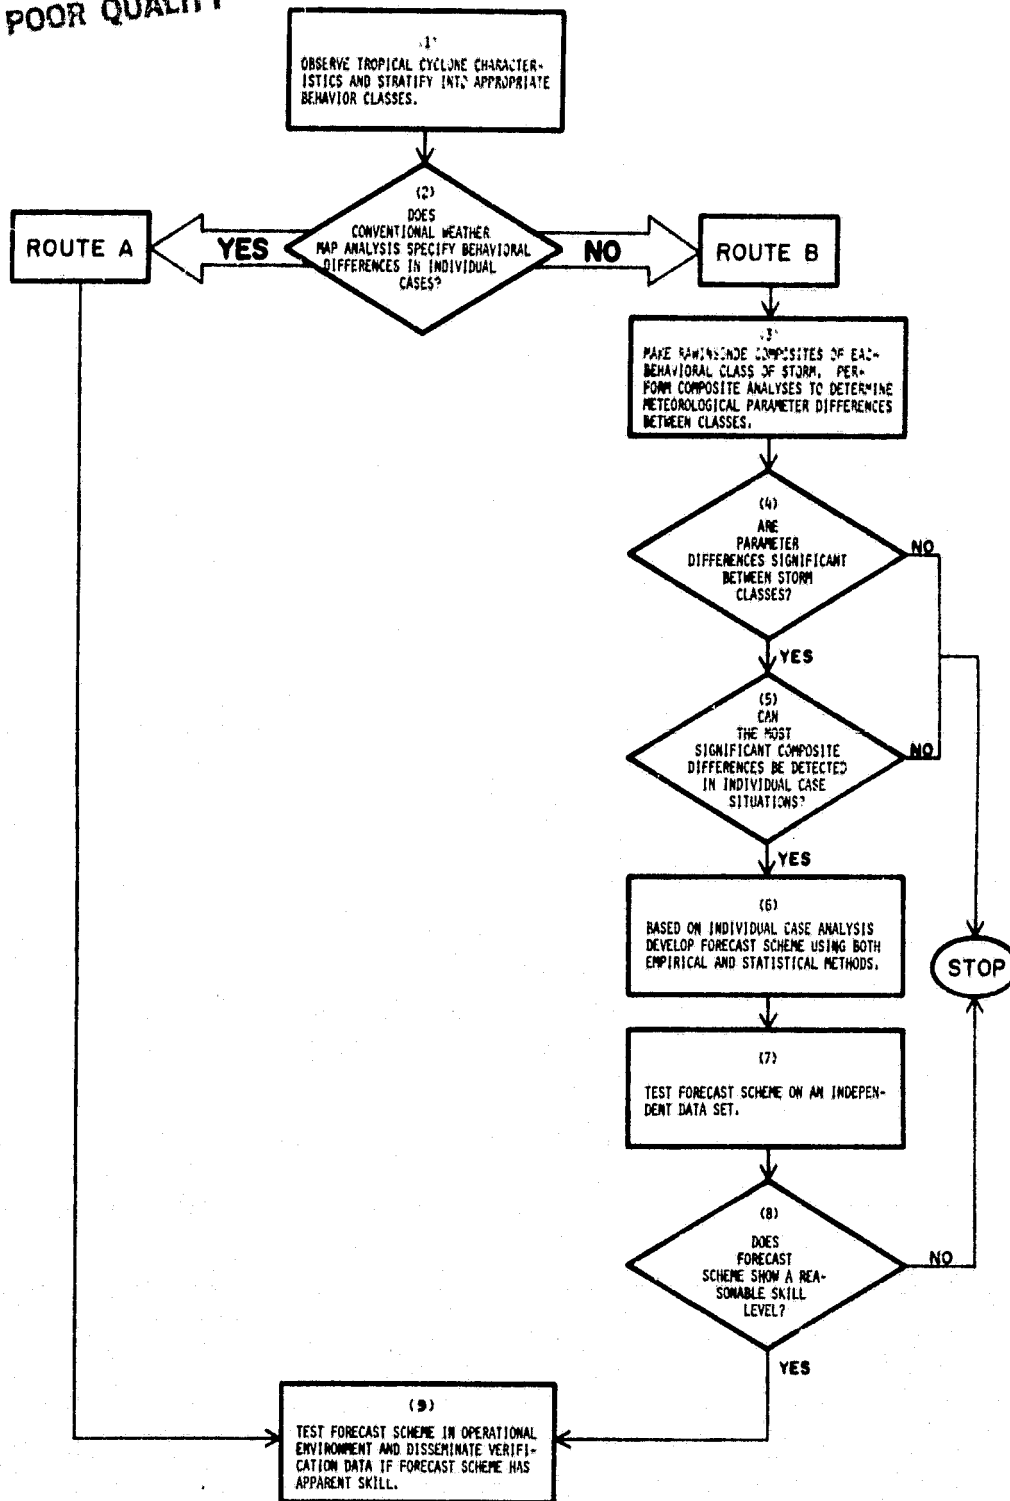 POOR QUALITY
(1)
OBSERVE TROPICAL CYCLONE CHARACTER-
ISTICS AND STRATIFY INTO APPROPRIATE
BEHAVIOR CLASSES.
(2)
DOES
CONVENTIONAL WEATHER
MAP ANALYSIS SPECIFY BEHAVIORAL
DIFFERENCES IN INDIVIDUAL
CASES?
ROUTE A
YES
NO
ROUTE B
(3)
MAKE RAWINSONDE COMPOSITES OF EACH
BEHAVIORAL CLASS OF STORM. PER-
FORM COMPOSITE ANALYSES TO DETERMINE
METEOROLOGICAL PARAMETER DIFFERENCES
BETWEEN CLASSES.
(4)
ARE
PARAMETER
DIFFERENCES SIGNIFICANT
BETWEEN STORM
CLASSES?
NO
YES
(5)
CAN
THE MOST
SIGNIFICANT COMPOSITE
DIFFERENCES BE DETECTED
IN INDIVIDUAL CASE
SITUATIONS?
NO
YES
(6)
BASED ON INDIVIDUAL CASE ANALYSIS
DEVELOP FORECAST SCHEME USING BOTH
EMPIRICAL AND STATISTICAL METHODS.
STOP
(7)
TEST FORECAST SCHEME ON AN INDEPEN-
DENT DATA SET.
(8)
DOES
FORECAST
SCHEME SHOW A REA-
SONABLE SKILL
LEVEL?
NO
YES
(9)
TEST FORECAST SCHEME IN OPERATIONAL
ENVIRONMENT AND DISSEMINATE VERIFI-
CATION DATA IF FORECAST SCHEME HAS
APPARENT SKILL.